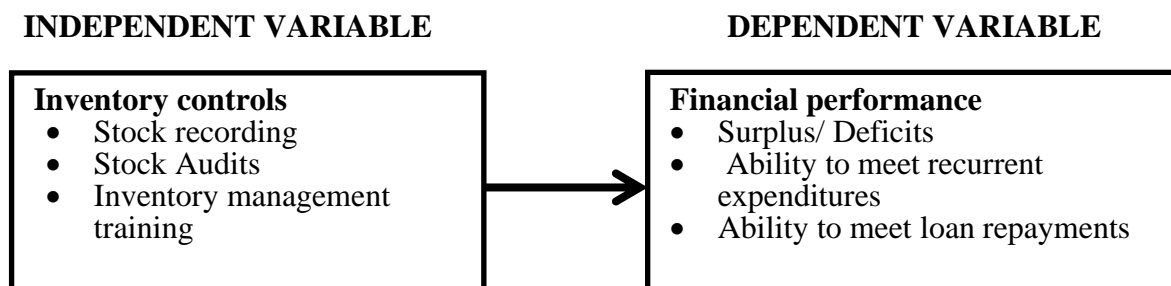 INDEPENDENT VARIABLE
DEPENDENT VARIABLE
Inventory controls
• Stock recording
• Stock Audits
• Inventory management
training
Financial performance
• Surplus/ Deficits
• Ability to meet recurrent
expenditures
• Ability to meet loan repayments